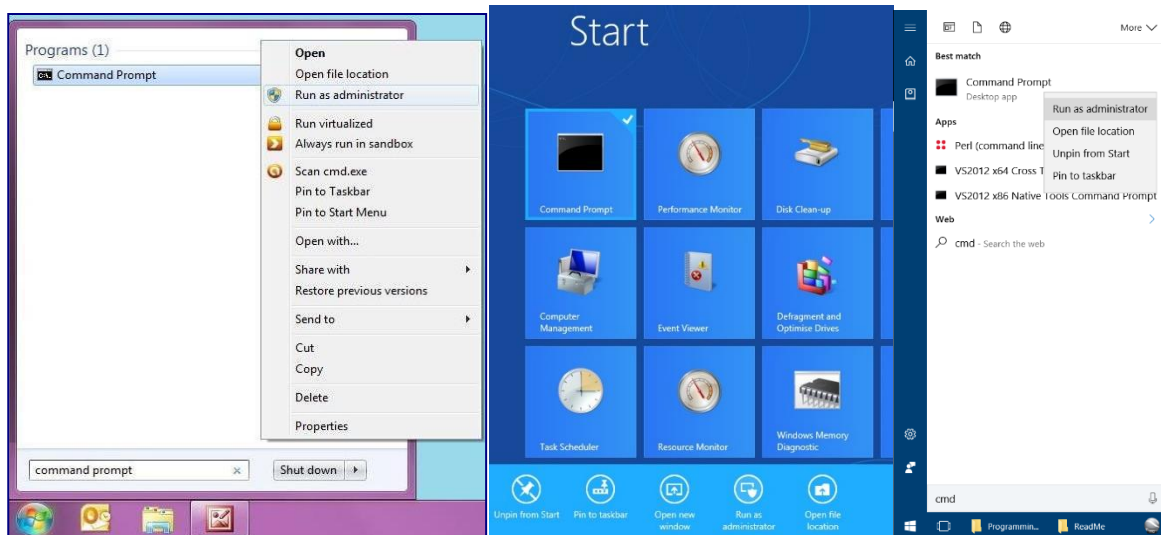 Programs (1)
Command Prompt
Open
Open file location
Run as administrator
Run virtualized
Always run in sandbox
Scan cmd.exe
Pin to Taskbar
Pin to Start Menu
Open with...
Share with
Restore previous versions
Send to
Cut
Copy
Delete
Properties
command prompt
Shut down
Start
Command Prompt
Performance Monitor
Disk Clean-up
Computer
Management
Event Viewer
Defragment and
Optimise Drives
Task Scheduler
Resource Monitor
Windows Memory
Diagnostic
Unpin from Start
Pin to taskbar
Open new
window
Run as
administrator
Open file
location
More
Best match
Command Prompt
Desktop app
Run as administrator
Open file location
Unpin from Start
Pin to taskbar
Apps
Perl (command line
VS2012 x64 Cross T
VS2012 x86 Native Tools Command Prompt
Web
cmd - Search the web
cmd
Programmin...
ReadMe